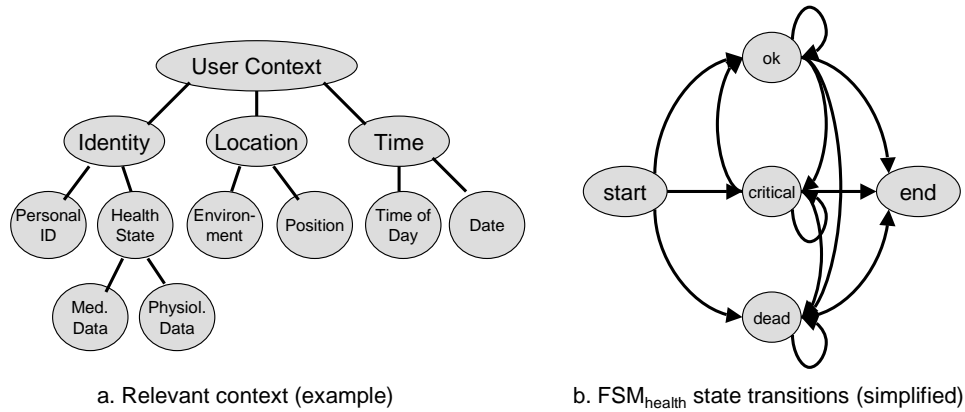 User Context
Identity
Location
Time
Personal
ID
Health
State
Environ-
ment
Position
Time of
Day
Date
Med.
Data
Physiol.
Data
a. Relevant context (example)
ok
start
critical
end
dead
b. FSMhealth state transitions (simplified)